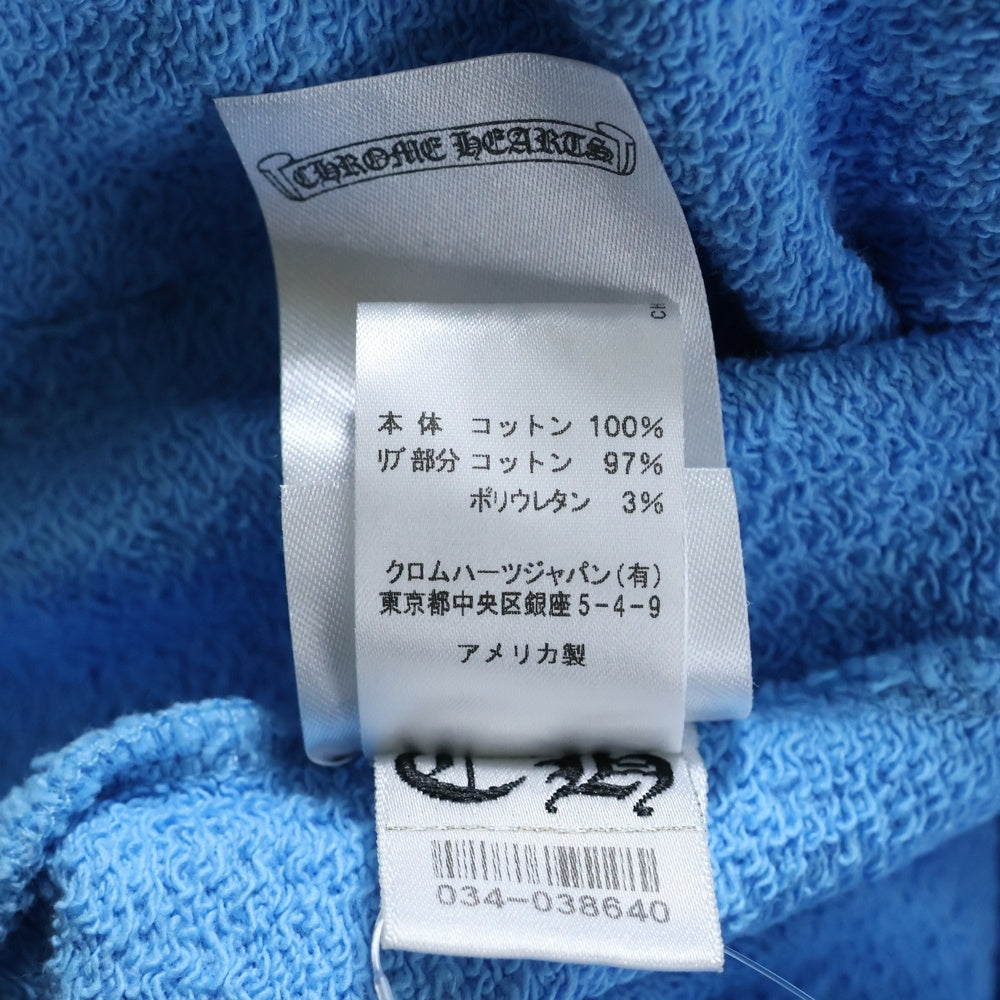 CHROME HEARTS
CH
本体 コットン 100%
リブ部分 コットン 97%
ポリウレタン 3%
クロムハーツジャパン(有)
東京都中央区銀座5-4-9
アメリカ製
CH
034-038640